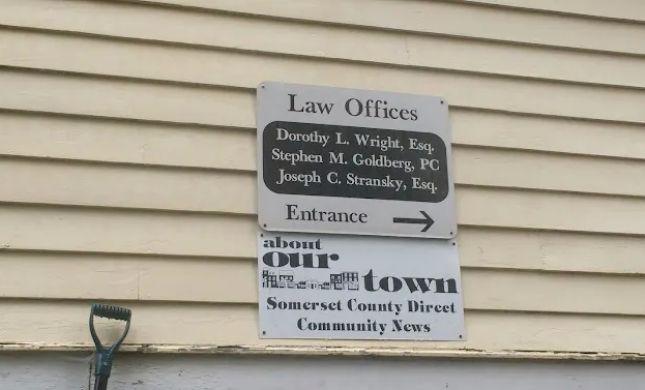 Law Offices
Dorothy L. Wright, Esq.
Stephen M. Goldberg, PC
Joseph C. Stransky, Esq.
Entrance
about
our
town
Somerset County Direct
Community News